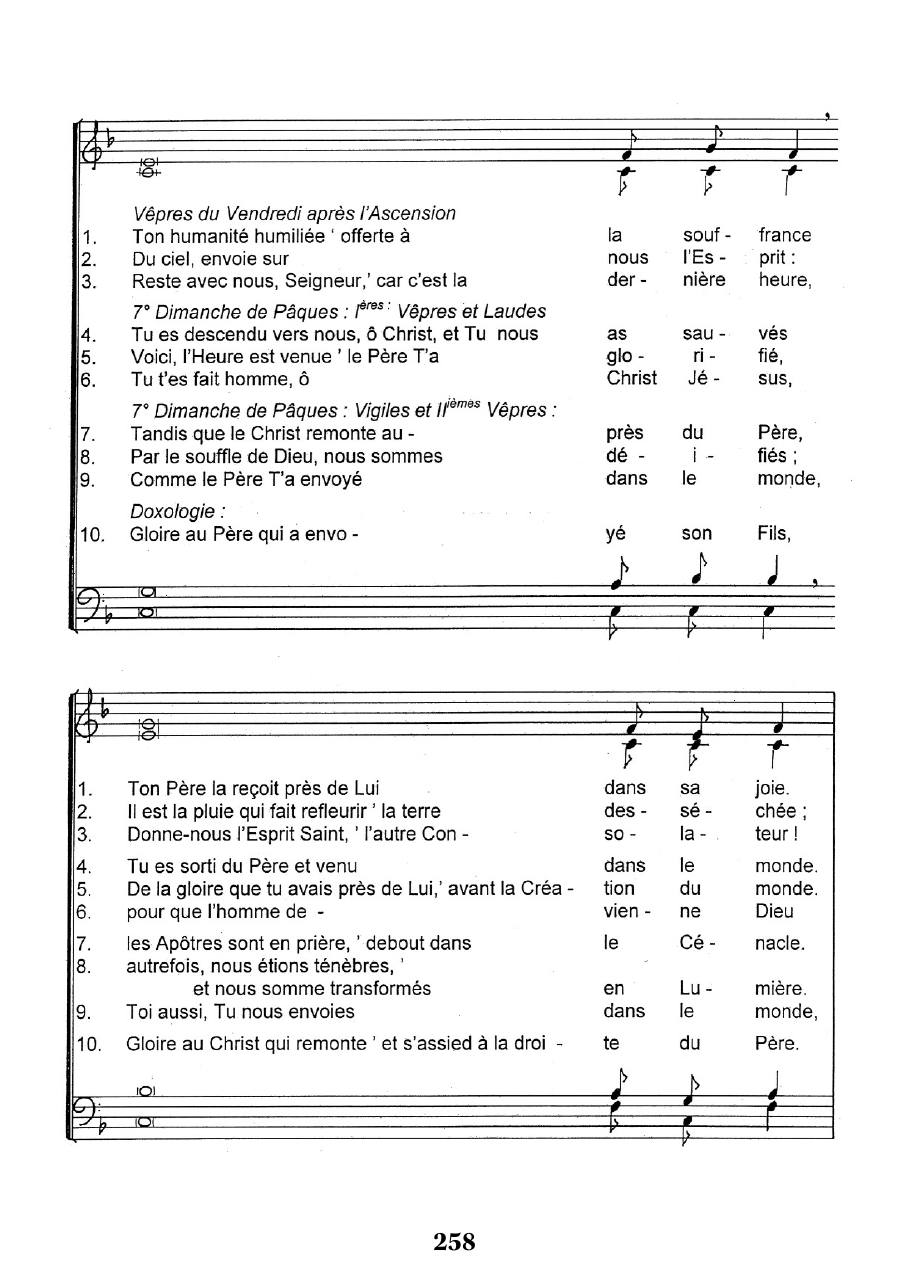 Vêpres du Vendredi après l'Ascension
1. Ton humanité humiliée ' offerte à la souf - france
2. Du ciel, envoie sur nous l'Es - prit :
3. Reste avec nous, Seigneur,' car c'est la der - nière heure,
7° Dimanche de Pâques : Ières : Vêpres et Laudes
4. Tu es descendu vers nous, ô Christ, et Tu nous as sau - vés
5. Voici, l'Heure est venue ' le Père T'a glo - ri - fié,
6. Tu t'es fait homme, ô Christ Jé - sus,
7° Dimanche de Pâques : Vigiles et IIièmes Vêpres :
7. Tandis que le Christ remonte au - près du Père,
8. Par le souffle de Dieu, nous sommes dé - i - fiés ;
9. Comme le Père T'a envoyé dans le monde,
Doxologie :
10. Gloire au Père qui a envo - yé son Fils,
1. Ton Père la reçoit près de Lui dans sa joie.
2. Il est la pluie qui fait refleurir ' la terre des - sé - chée ;
3. Donne-nous l'Esprit Saint, ' l'autre Con - so - la - teur !
4. Tu es sorti du Père et venu dans le monde.
5. De la gloire que tu avais près de Lui,' avant la Créa - tion du monde.
6. pour que l'homme de - vien - ne Dieu
7. les Apôtres sont en prière, ' debout dans le Cé - nacle.
8. autrefois, nous étions ténèbres, '
et nous somme transformés en Lu - mière.
9. Toi aussi, Tu nous envoies dans le monde,
10. Gloire au Christ qui remonte ' et s'assied à la droi - te du Père.
258